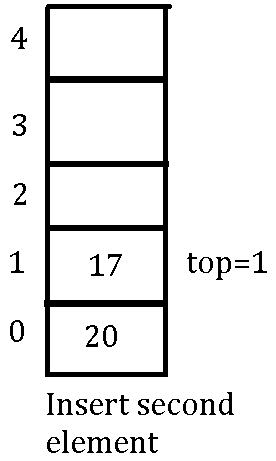 4
3
2
1 17 top=1
0 20
Insert second
element